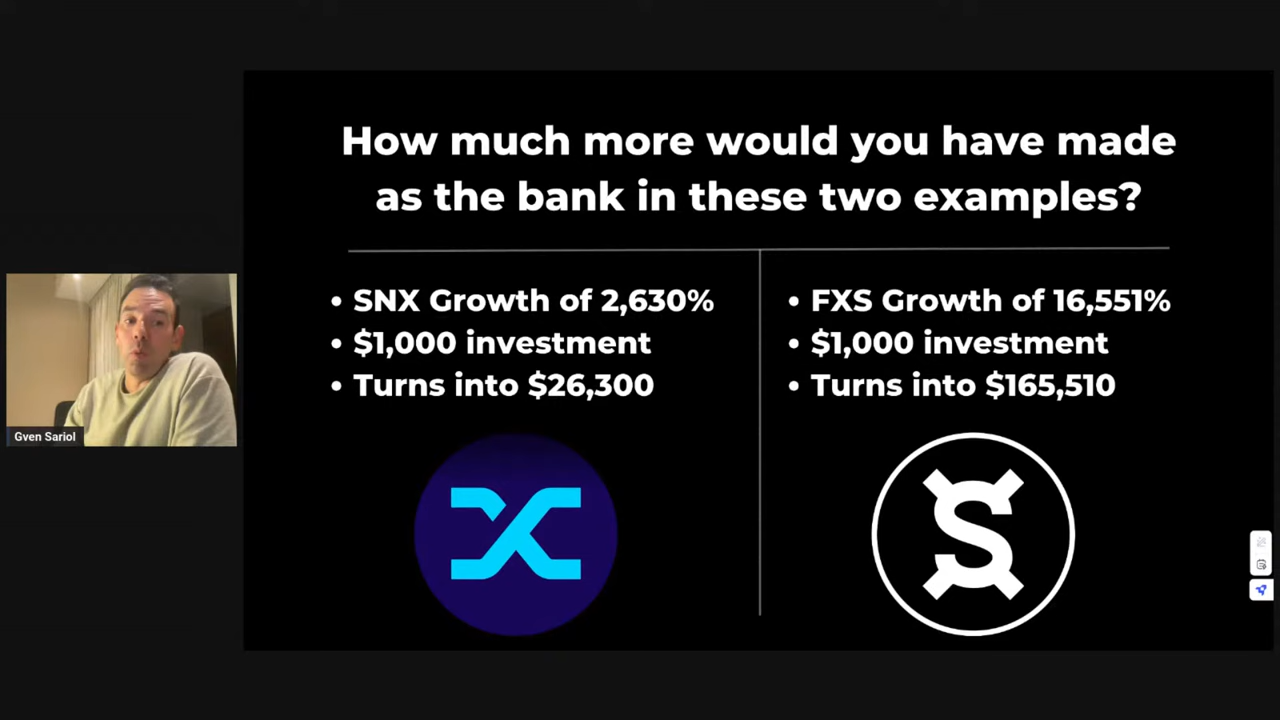 How much more would you have made
as the bank in these two examples?
• SNX Growth of 2,630%
• $1,000 investment
• Turns into $26,300
• FXS Growth of 16,551%
• $1,000 investment
• Turns into $165,510
Gven Sariol